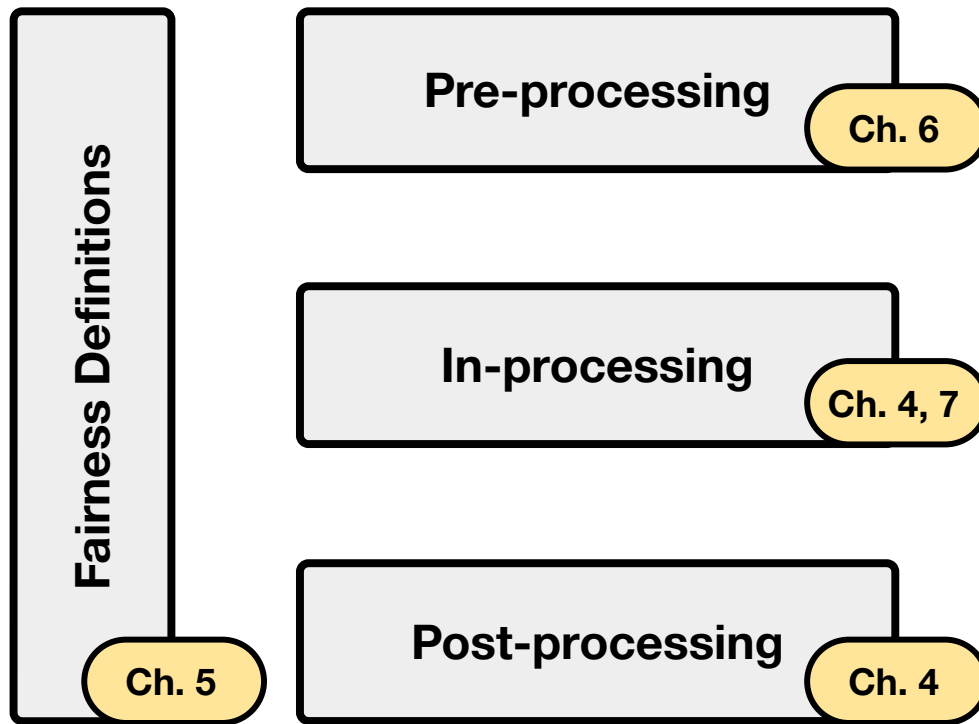 Fairness Definitions
Ch. 5
Pre-processing
Ch. 6
In-processing
Ch. 4, 7
Post-processing
Ch. 4